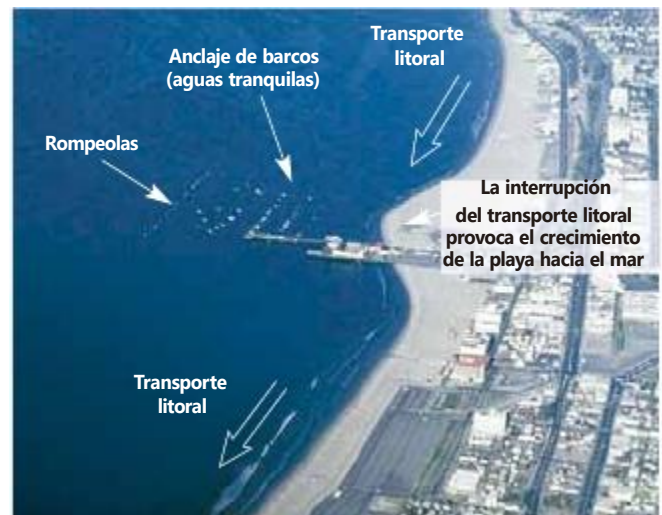 Transporte
litoral
Anclaje de barcos
(aguas tranquilas)
Rompeolas
La interrupción
del transporte litoral
provoca el crecimiento
de la playa hacia el mar
Transporte
litoral